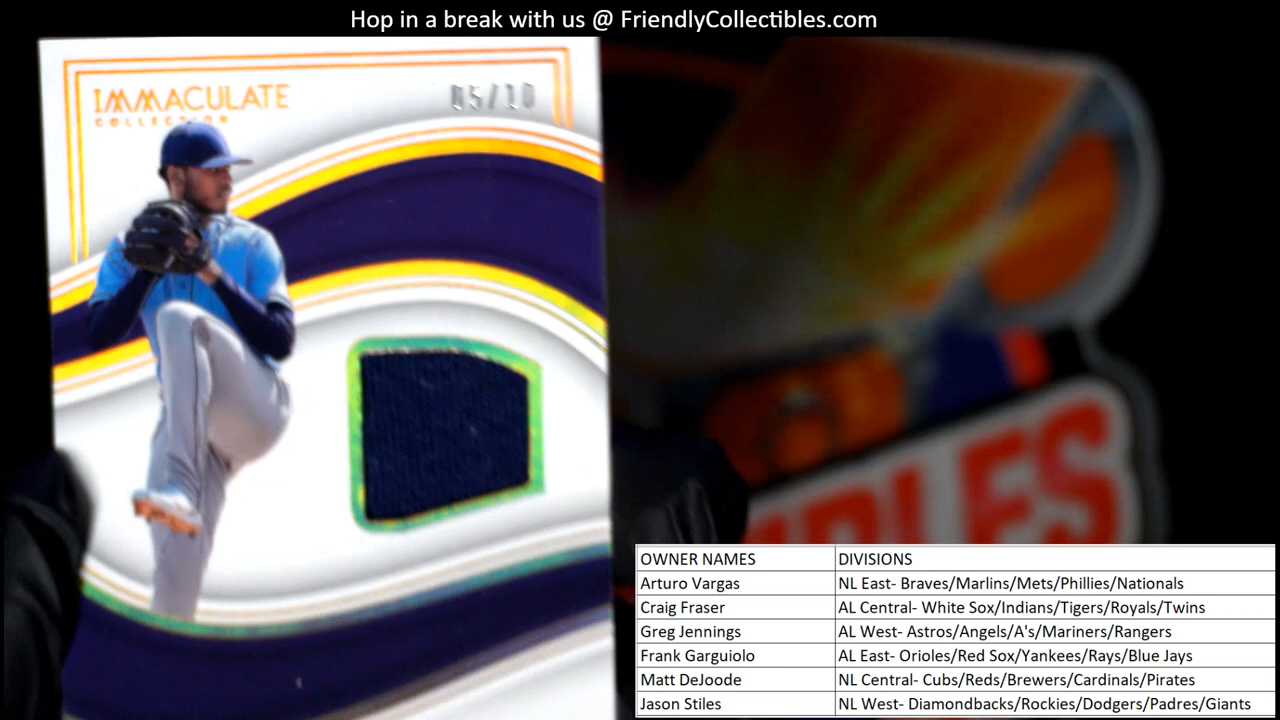 Hop in a break with us @ FriendlyCollectibles.com
IMMACULATE
COLLECTION
05/10
OWNER NAMES DIVISIONS
Arturo Vargas NL East- Braves/Marlins/Mets/Phillies/Nationals
Craig Fraser AL Central- White Sox/Indians/Tigers/Royals/Twins
Greg Jennings AL West- Astros/Angels/A's/Mariners/Rangers
Frank Garguiolo AL East- Orioles/Red Sox/Yankees/Rays/Blue Jays
Matt DeJoode NL Central- Cubs/Reds/Brewers/Cardinals/Pirates
Jason Stiles NL West- Diamondbacks/Rockies/Dodgers/Padres/Giants